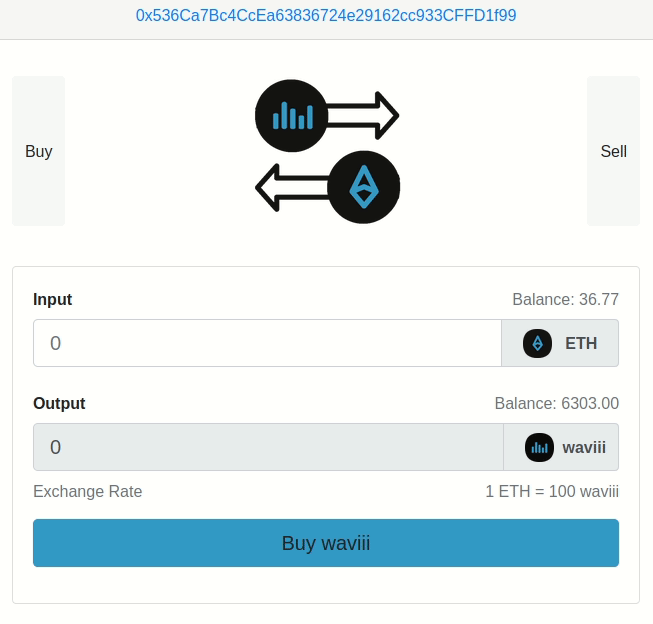 0x536Ca7Bc4CcEa63836724e29162cc933CFFD1f99
Buy
Sell
Input
Balance: 36.77
0
ETH
Output
Balance: 6303.00
0
waviii
Exchange Rate
1 ETH = 100 waviii
Buy waviii